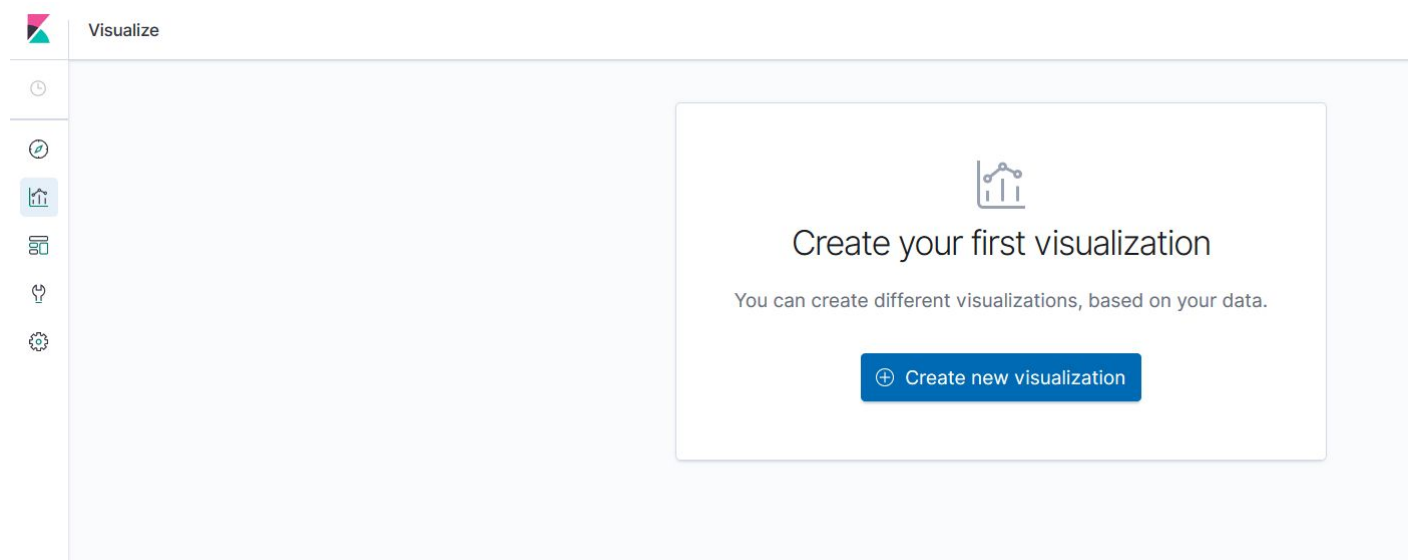 Visualize
Create your first visualization
You can create different visualizations, based on your data.
Create new visualization